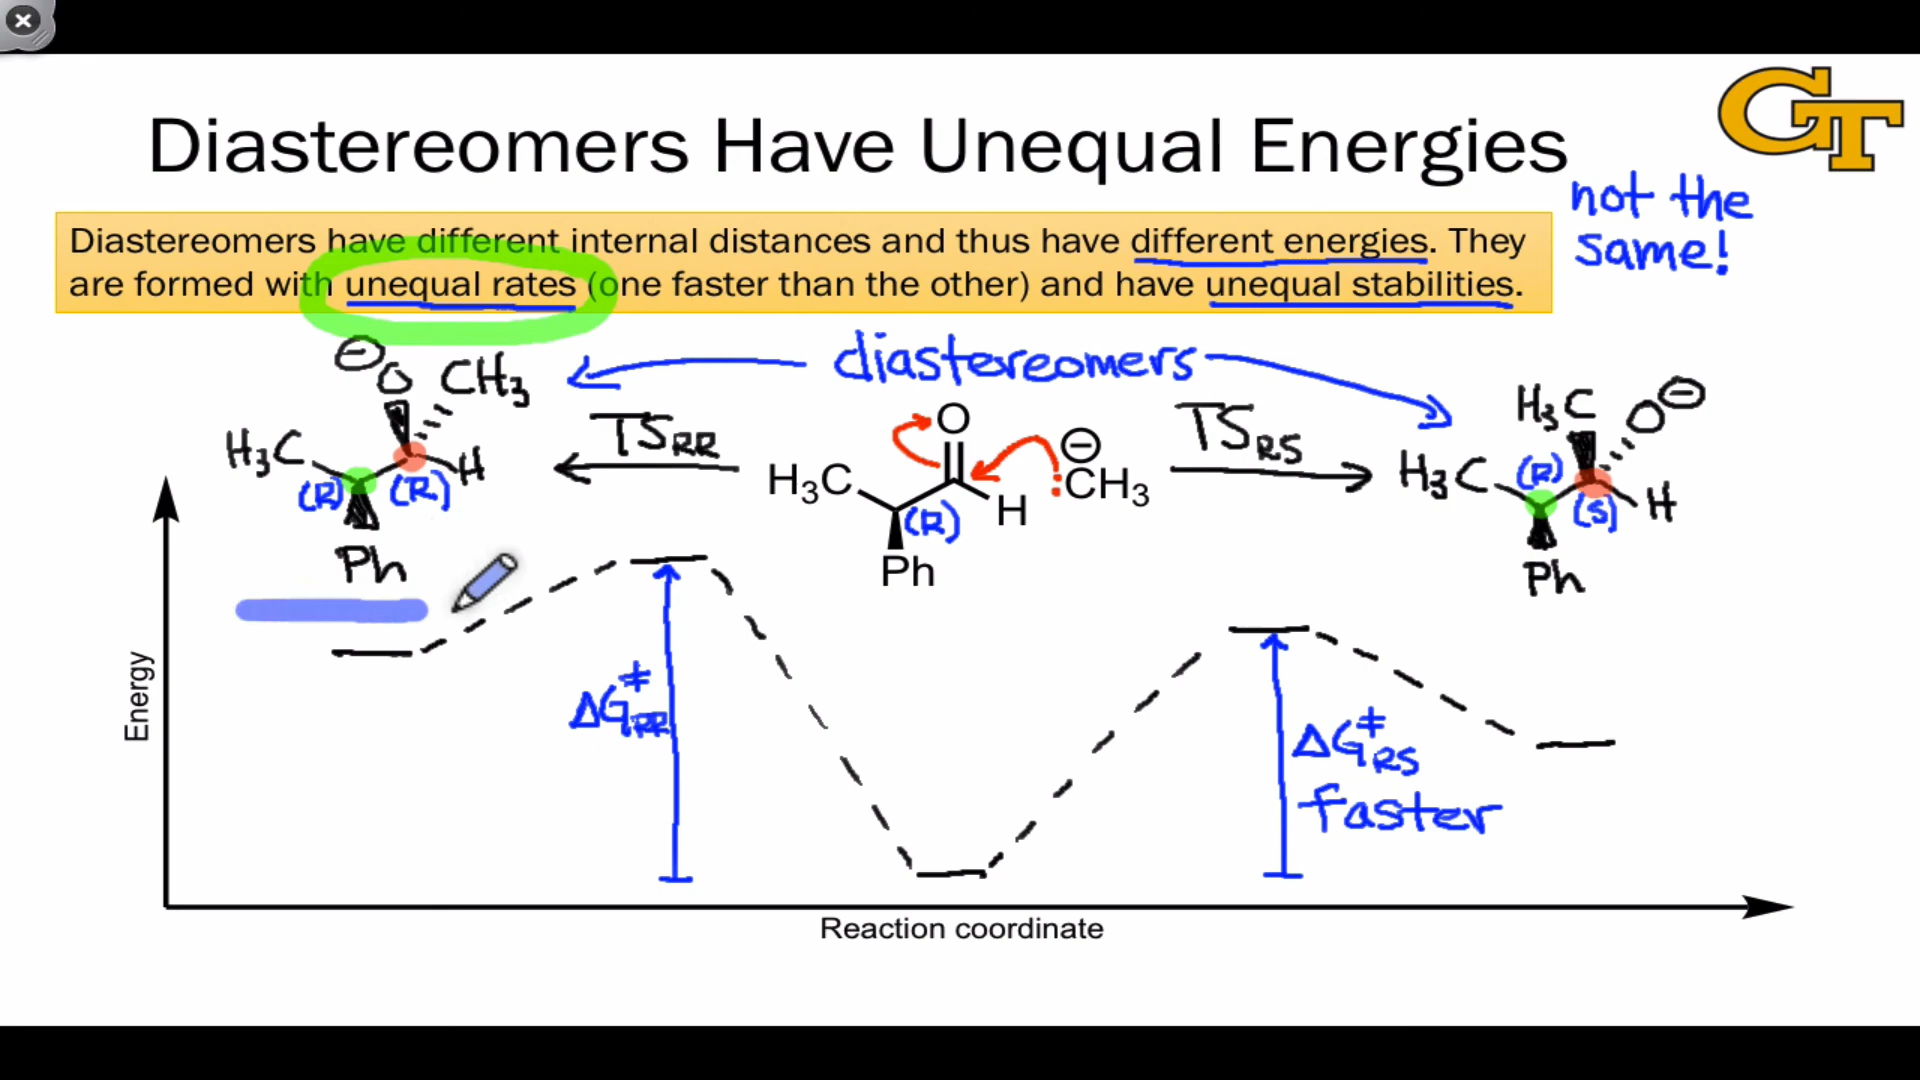 GT
Diastereomers Have Unequal Energies
not the
same!
Diastereomers have different internal distances and thus have different energies. They
are formed with unequal rates (one faster than the other) and have unequal stabilities.
diastereomers
⊖
O CH3
H3C H
(R) (R)
Ph
TSRR
O
H3C H
(R)
Ph
⊖
:CH3
TSRS
H3C O⊖
H3C (R) H
(S)
Ph
Energy
ΔG‡RR
ΔG‡RS
faster
Reaction coordinate